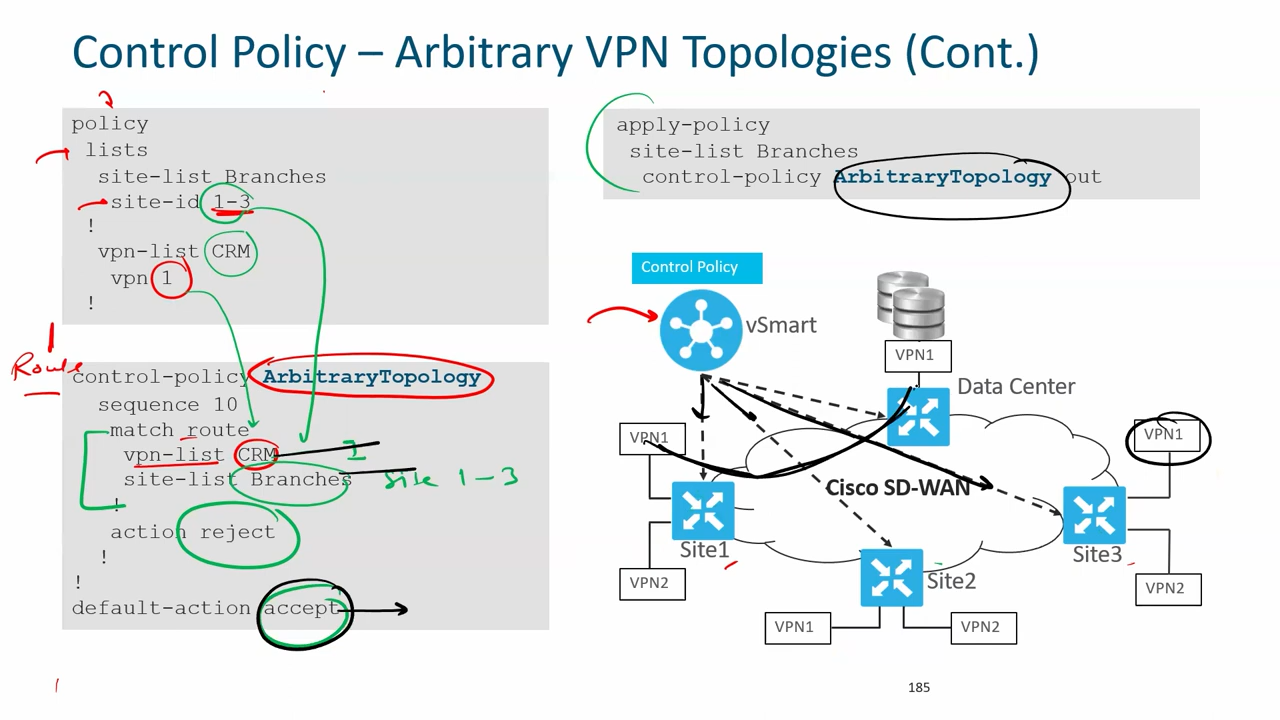 Control Policy – Arbitrary VPN Topologies (Cont.)
policy
lists
site-list Branches
site-id 1-3
!
vpn-list CRM
vpn 1
!
Route
control-policy ArbitraryTopology
sequence 10
match route
vpn-list CRM
site-list Branches
site 1-3
!
action reject
!
!
default-action accept
apply-policy
site-list Branches
control-policy ArbitraryTopology out
Control Policy
vSmart
VPN1
Data Center
VPN1
VPN1
Cisco SD-WAN
Site1
Site2
Site3
VPN2
VPN2
VPN1
VPN2
185